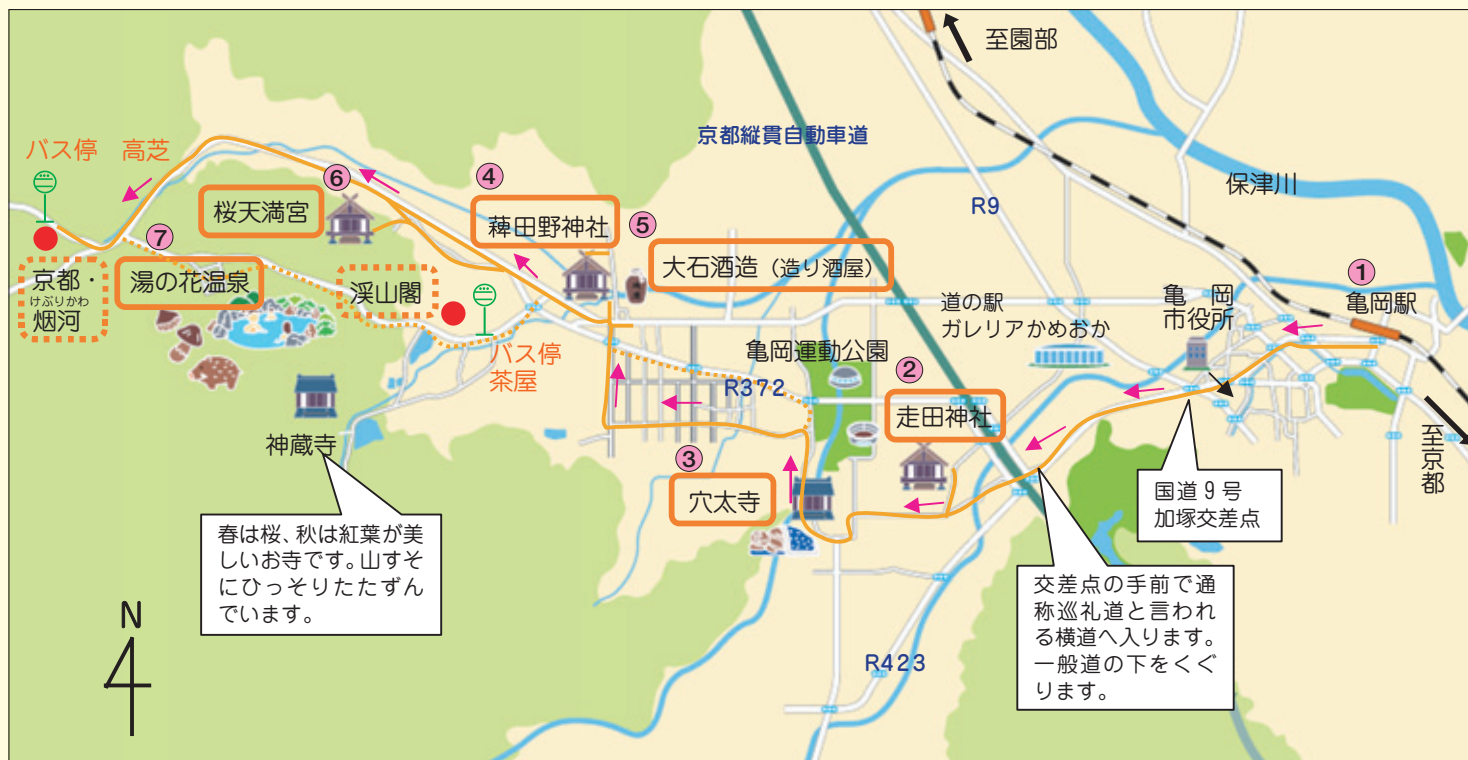 至園部
京都縦貫自動車道
保津川
R9
バス停 高芝
⑥
桜天満宮
④
薭田野神社
⑤
大石酒造（造り酒屋）
①
亀岡駅
亀岡
市役所
道の駅
ガレリアかめおか
⑦
湯の花温泉
京都・
けぶりかわ
烟河
渓山閣
バス停
茶屋
亀岡運動公園
R372
②
走田神社
至京都
神蔵寺
③
穴太寺
国道９号
加塚交差点
春は桜、秋は紅葉が美
しいお寺です。山すそ
にひっそりたたずん
でいます。
交差点の手前で通
称巡礼道と言われ
る横道へ入ります。
一般道の下をくぐ
ります。
R423
N